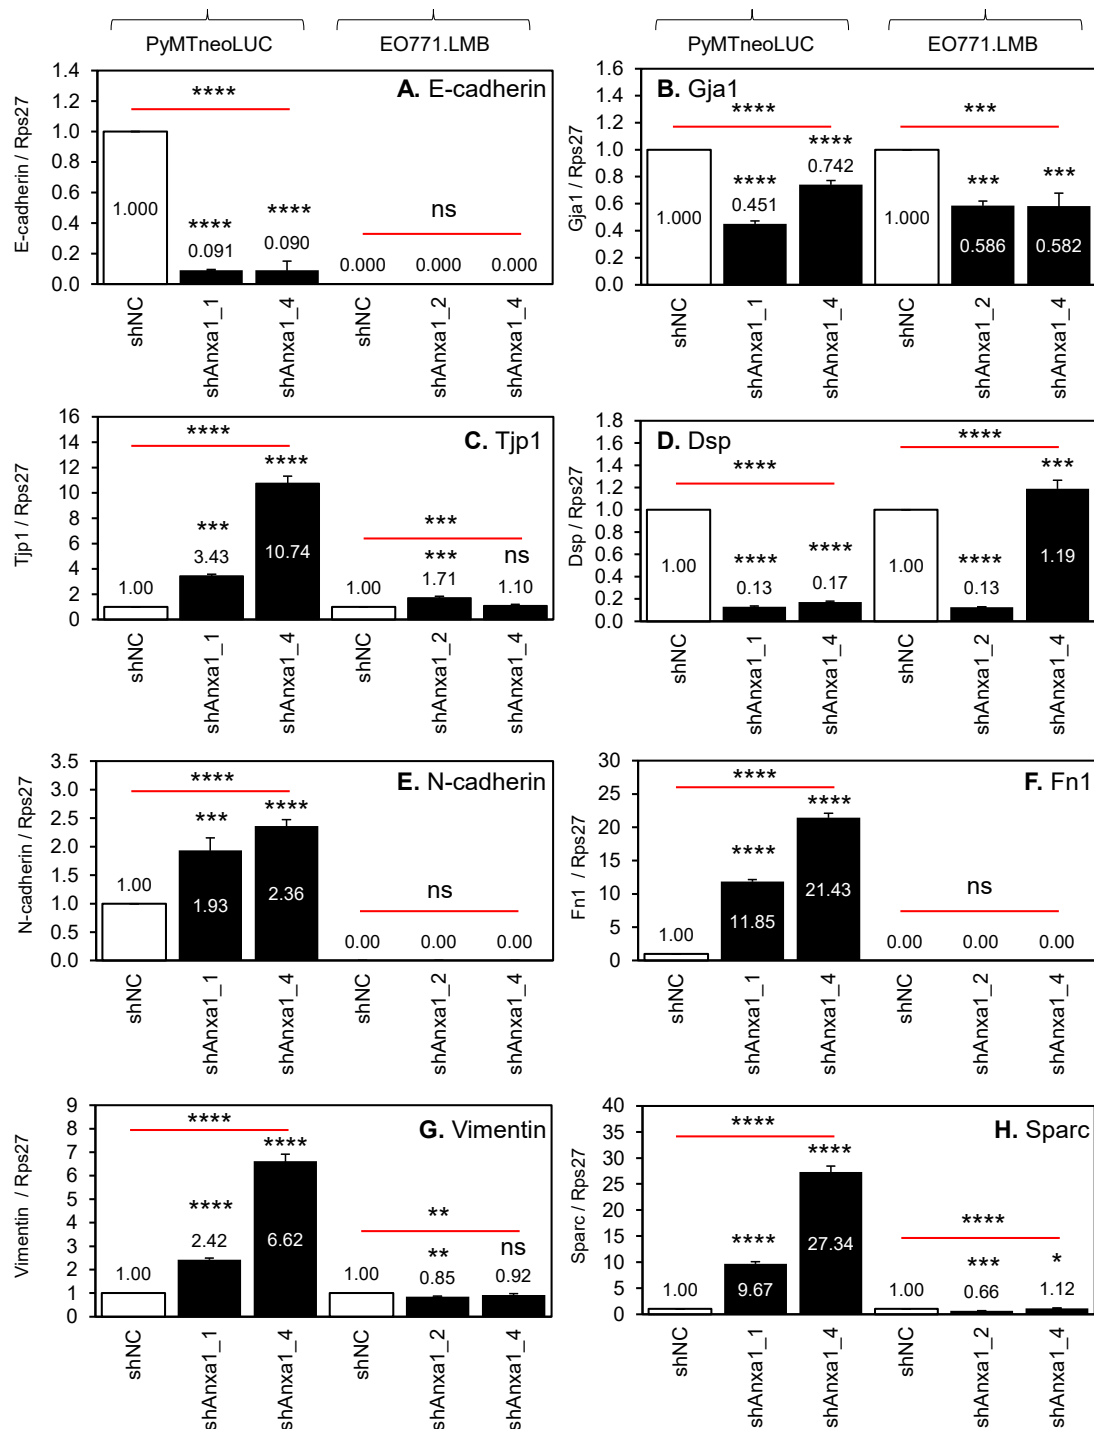 PyMTneoLUC EO771.LMB
PyMTneoLUC EO771.LMB
A. E-cadherin
E-cadherin / Rps27
1.4
1.2
1.0
0.8
0.6
0.4
0.2
0.0
****
1.000
****
0.091
****
0.090
ns
0.000 0.000 0.000
shNC
shAnxa1_1
shAnxa1_4
shNC
shAnxa1_2
shAnxa1_4
B. Gja1
Gja1 / Rps27
1.6
1.4
1.2
1.0
0.8
0.6
0.4
0.2
0.0
****
1.000
****
0.451
****
0.742
***
1.000
***
0.586
***
0.582
shNC
shAnxa1_1
shAnxa1_4
shNC
shAnxa1_2
shAnxa1_4
C. Tjp1
Tjp1 / Rps27
16
14
12
10
8
6
4
2
0
****
1.00
***
3.43
****
10.74
***
1.00
***
1.71
ns
1.10
shNC
shAnxa1_1
shAnxa1_4
shNC
shAnxa1_2
shAnxa1_4
D. Dsp
Dsp / Rps27
1.8
1.6
1.4
1.2
1.0
0.8
0.6
0.4
0.2
0.0
****
1.00
****
0.13
****
0.17
****
1.00
****
0.13
***
1.19
shNC
shAnxa1_1
shAnxa1_4
shNC
shAnxa1_2
shAnxa1_4
E. N-cadherin
N-cadherin / Rps27
3.5
3.0
2.5
2.0
1.5
1.0
0.5
0.0
****
1.00
***
1.93
****
2.36
ns
0.00 0.00 0.00
shNC
shAnxa1_1
shAnxa1_4
shNC
shAnxa1_2
shAnxa1_4
F. Fn1
Fn1 / Rps27
30
25
20
15
10
5
0
****
1.00
****
11.85
****
21.43
ns
0.00 0.00 0.00
shNC
shAnxa1_1
shAnxa1_4
shNC
shAnxa1_2
shAnxa1_4
G. Vimentin
Vimentin / Rps27
9
8
7
6
5
4
3
2
1
0
****
1.00
****
2.42
****
6.62
**
1.00
**
0.85
ns
0.92
shNC
shAnxa1_1
shAnxa1_4
shNC
shAnxa1_2
shAnxa1_4
H. Sparc
Sparc / Rps27
40
35
30
25
20
15
10
5
0
****
1.00
****
9.67
****
27.34
****
1.00
***
0.66
*
1.12
shNC
shAnxa1_1
shAnxa1_4
shNC
shAnxa1_2
shAnxa1_4